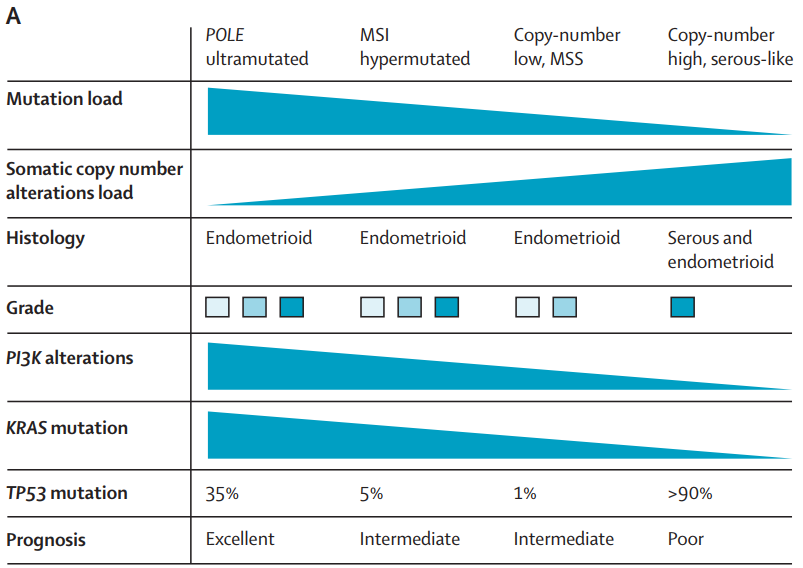 A
POLE ultramutated MSI hypermutated Copy-number low, MSS Copy-number high, serous-like
Mutation load
Somatic copy number alterations load
Histology Endometrioid Endometrioid Endometrioid Serous and endometrioid
Grade
PI3K alterations
KRAS mutation
TP53 mutation 35% 5% 1% >90%
Prognosis Excellent Intermediate Intermediate Poor